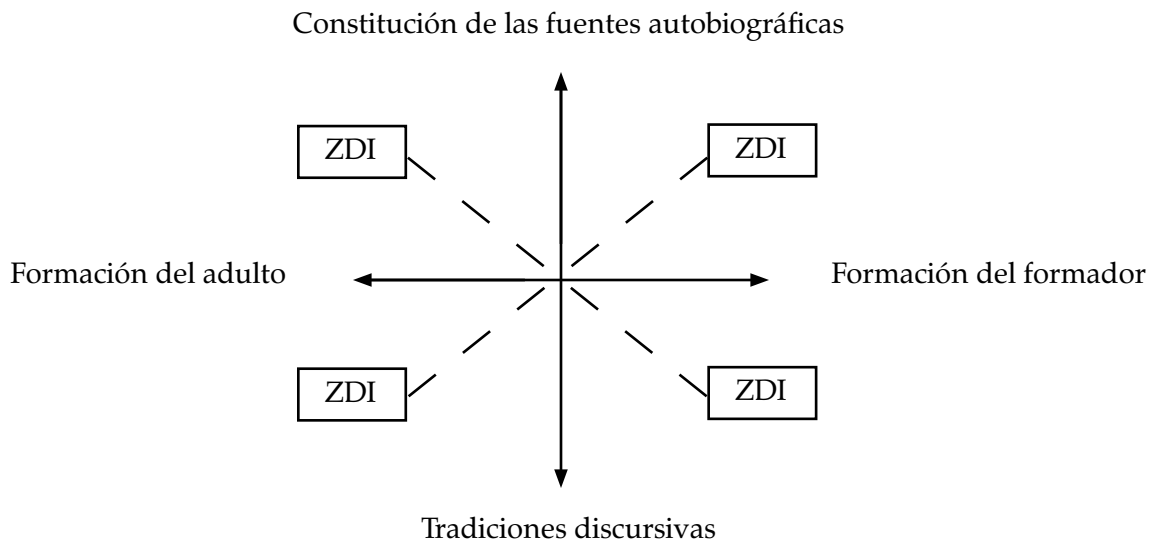 Constitución de las fuentes autobiográficas
ZDI
ZDI
Formación del adulto
Formación del formador
ZDI
ZDI
Tradiciones discursivas